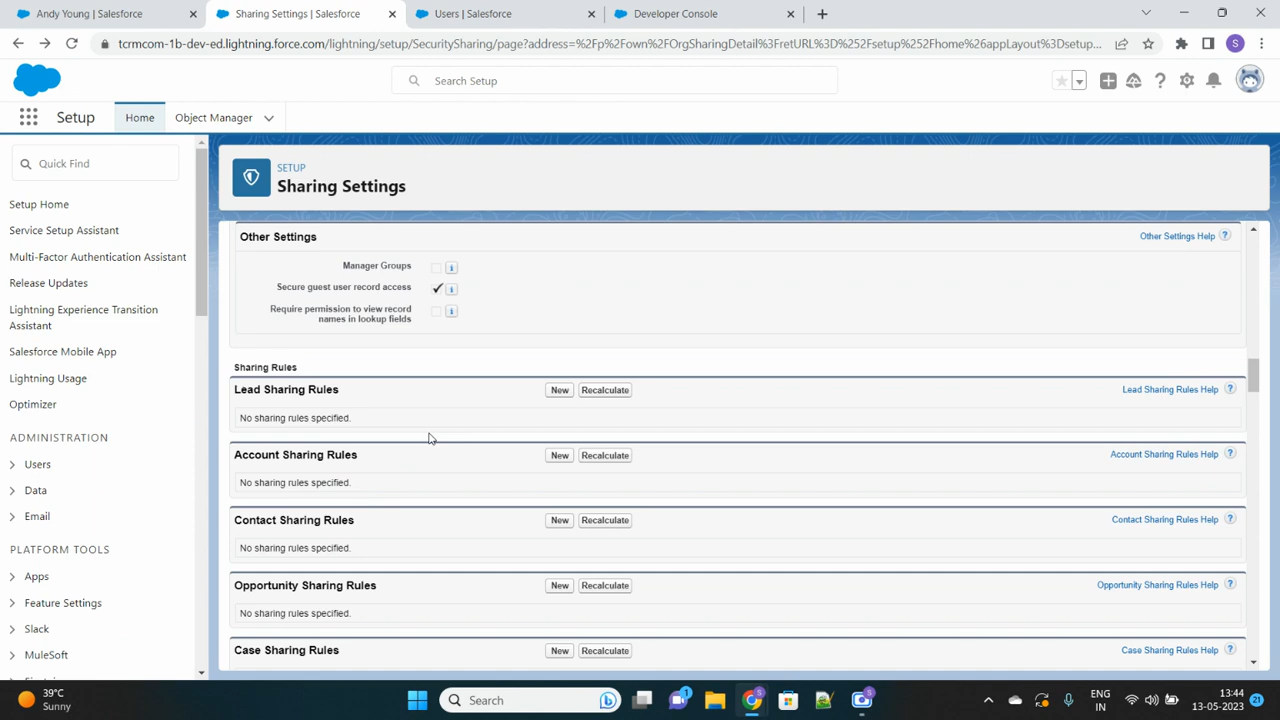 Andy Young | Salesforce
Sharing Settings | Salesforce
Users | Salesforce
Developer Console
tcrmcom-1b-dev-ed.lightning.force.com/lightning/setup/SecuritySharing/page?address=%2Fp%2Fown%2FOrgSharingDetail%3FretURL%3D%252Fsetup%252Fhome%26appLayout%3Dsetup...
S
Search Setup
Setup
Home
Object Manager
Quick Find
Setup Home
Service Setup Assistant
Multi-Factor Authentication Assistant
Release Updates
Lightning Experience Transition
Assistant
Salesforce Mobile App
Lightning Usage
Optimizer
ADMINISTRATION
Users
Data
Email
PLATFORM TOOLS
Apps
Feature Settings
Slack
MuleSoft
SETUP
Sharing Settings
Other Settings
Other Settings Help ?
Manager Groups
Secure guest user record access
Require permission to view record
names in lookup fields
Sharing Rules
Lead Sharing Rules
New
Recalculate
Lead Sharing Rules Help ?
No sharing rules specified.
Account Sharing Rules
New
Recalculate
Account Sharing Rules Help ?
No sharing rules specified.
Contact Sharing Rules
New
Recalculate
Contact Sharing Rules Help ?
No sharing rules specified.
Opportunity Sharing Rules
New
Recalculate
Opportunity Sharing Rules Help ?
No sharing rules specified.
Case Sharing Rules
New
Recalculate
Case Sharing Rules Help ?
39°C
Sunny
Search
ENG
IN
13:44
13-05-2023
21